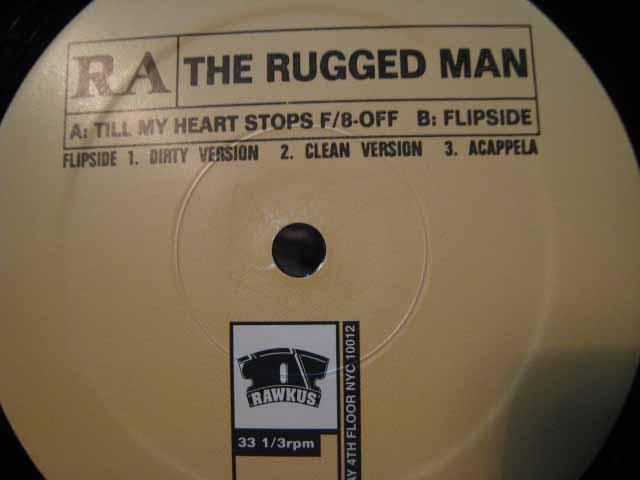 RA THE RUGGED MAN
A: TILL MY HEART STOPS F/8-OFF B: FLIPSIDE
FLIPSIDE 1. DIRTY VERSION 2. CLEAN VERSION 3. ACAPPELA
RAWKUS
33 1/3rpm
4TH FLOOR NYC 10012